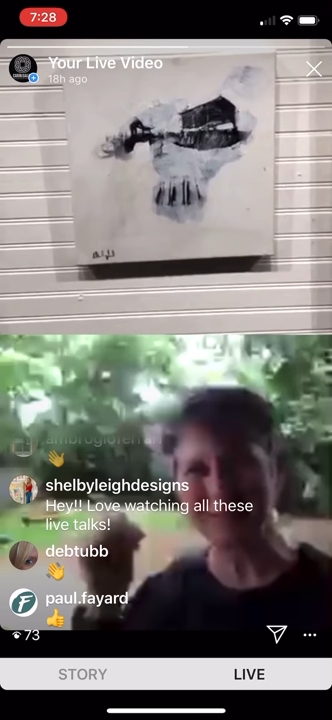 7:28
Your Live Video
18h ago
ambrogioferrari
shelbyleighdesigns
Hey!! Love watching all these
live talks!
debtubb
paul.fayard
73
STORY
LIVE